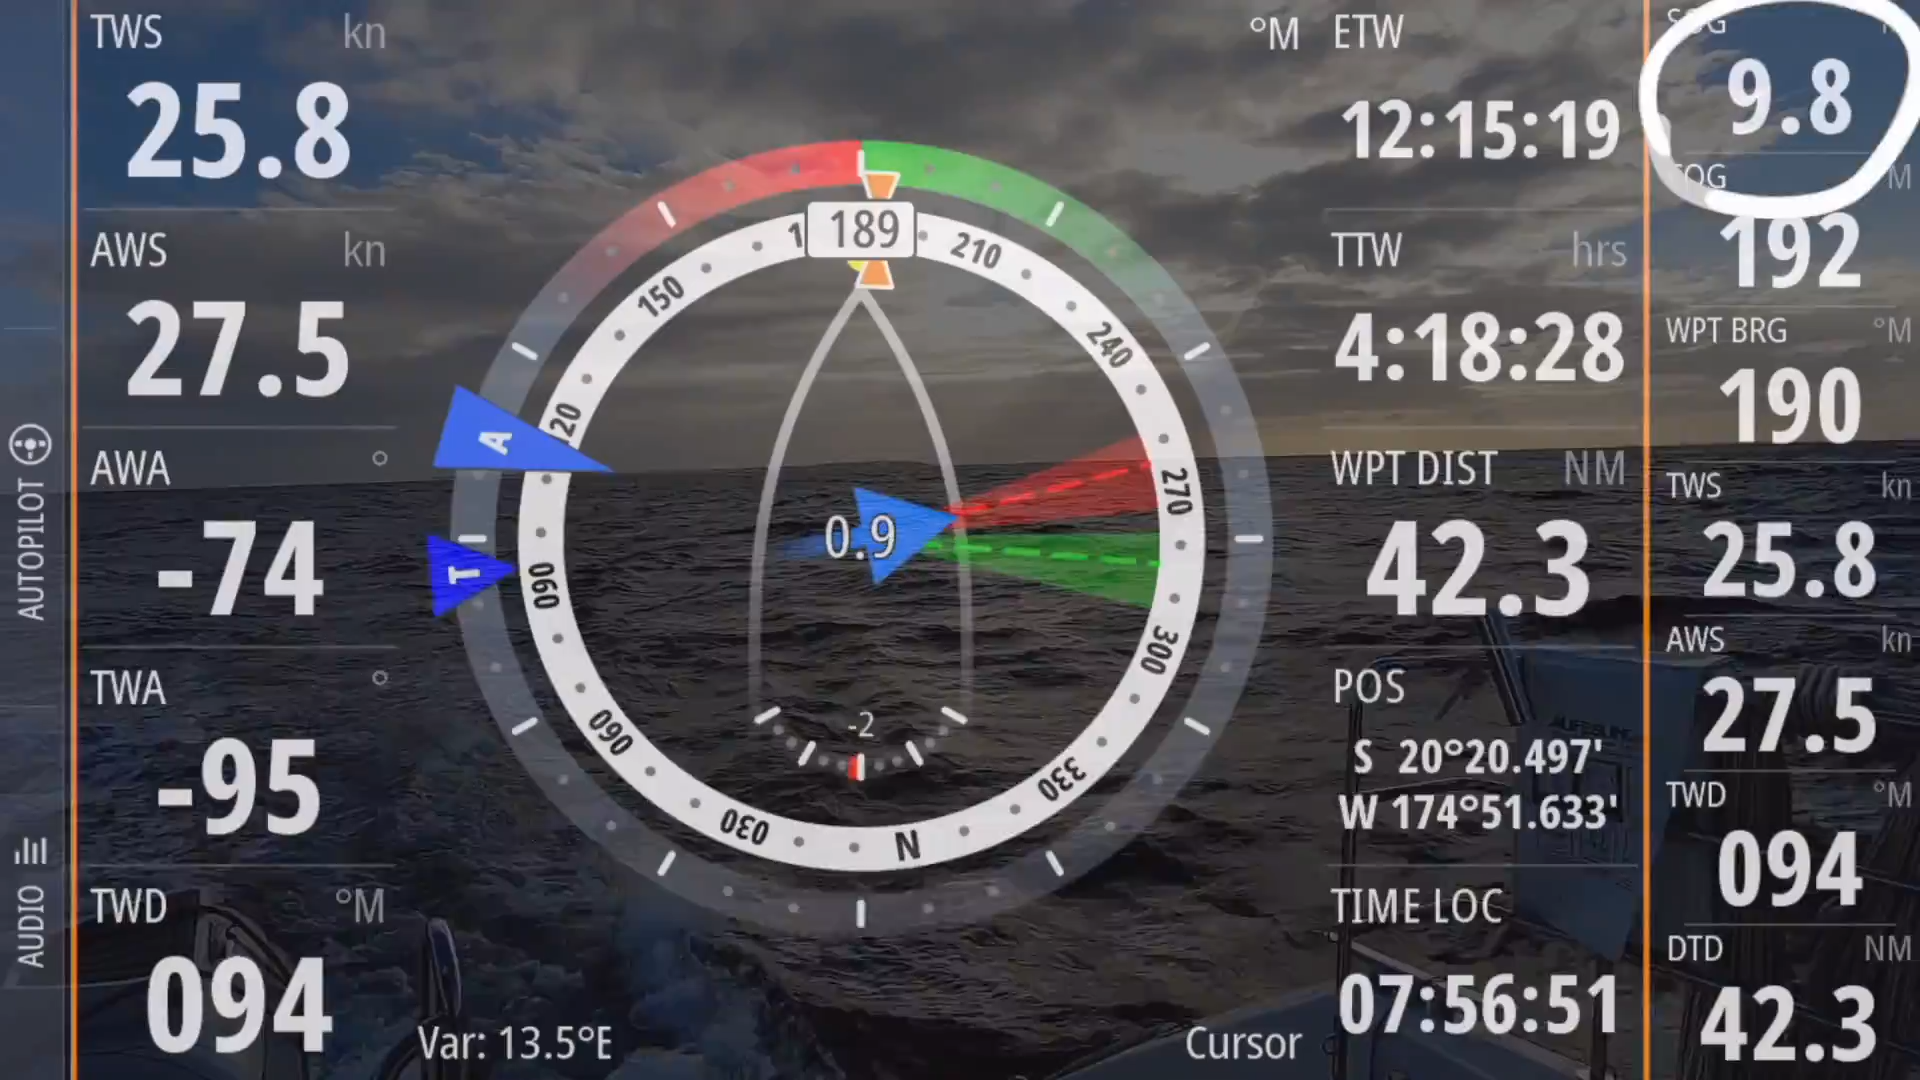 TWS kn
25.8
AWS kn
27.5
AWA °
-74
TWA °
-95
TWD °M
094
AUTOPILOT
AUDIO
°M
189
210
240
270
300
330
N
030
060
090
20
150
A
T
0.9
-2
Var: 13.5°E
Cursor
ETW
12:15:19
TTW hrs
4:18:28
WPT DIST NM
42.3
POS
S 20°20.497'
W 174°51.633'
TIME LOC
07:56:51
SOG
9.8
COG M
192
WPT BRG °M
190
TWS kn
25.8
AWS kn
27.5
TWD °M
094
DTD NM
42.3